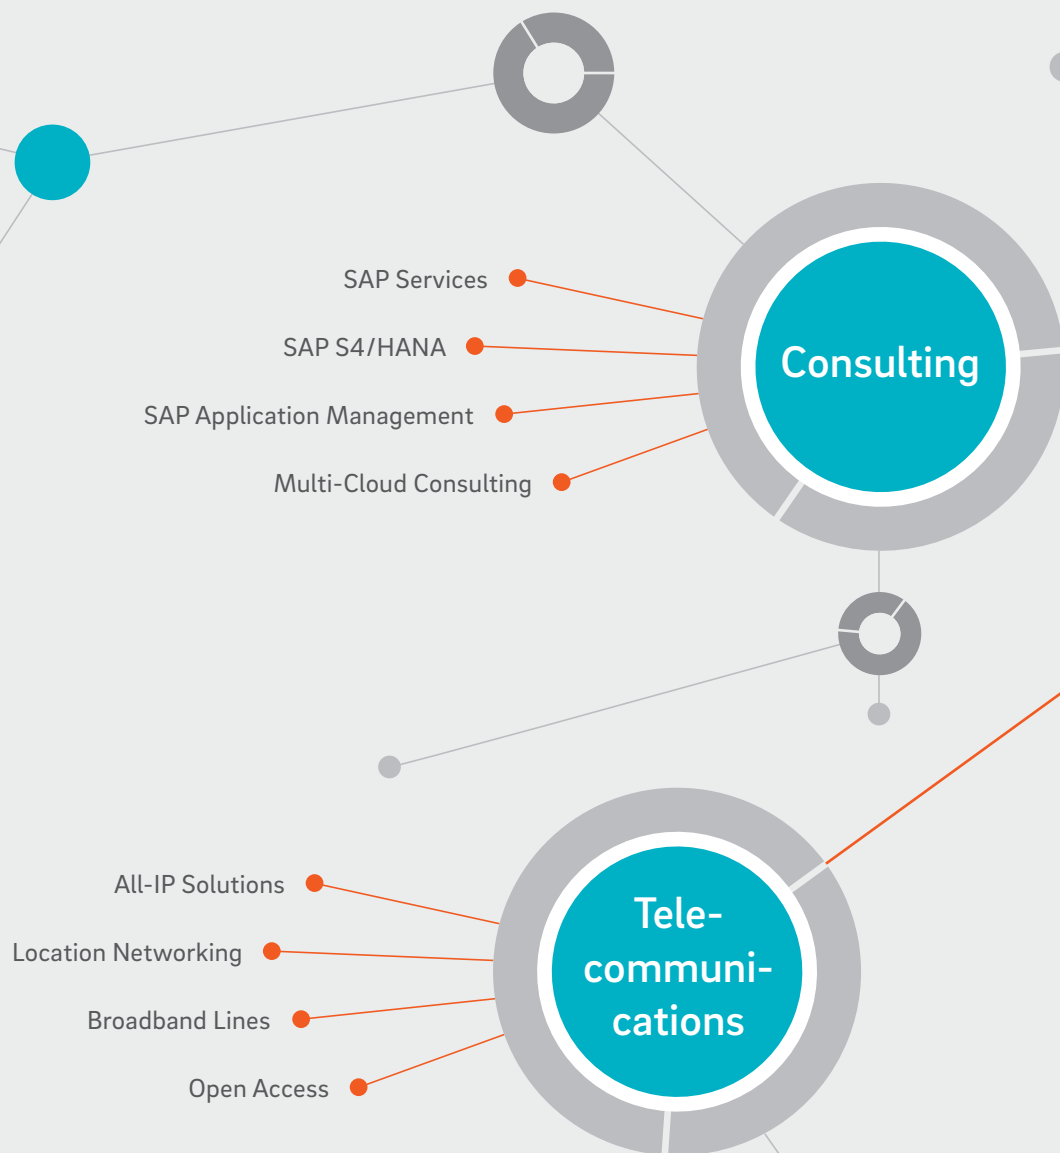 SAP Services
SAP S4/HANA
SAP Application Management
Multi-Cloud Consulting
Consulting
All-IP Solutions
Location Networking
Broadband Lines
Open Access
Tele-
communi-
cations